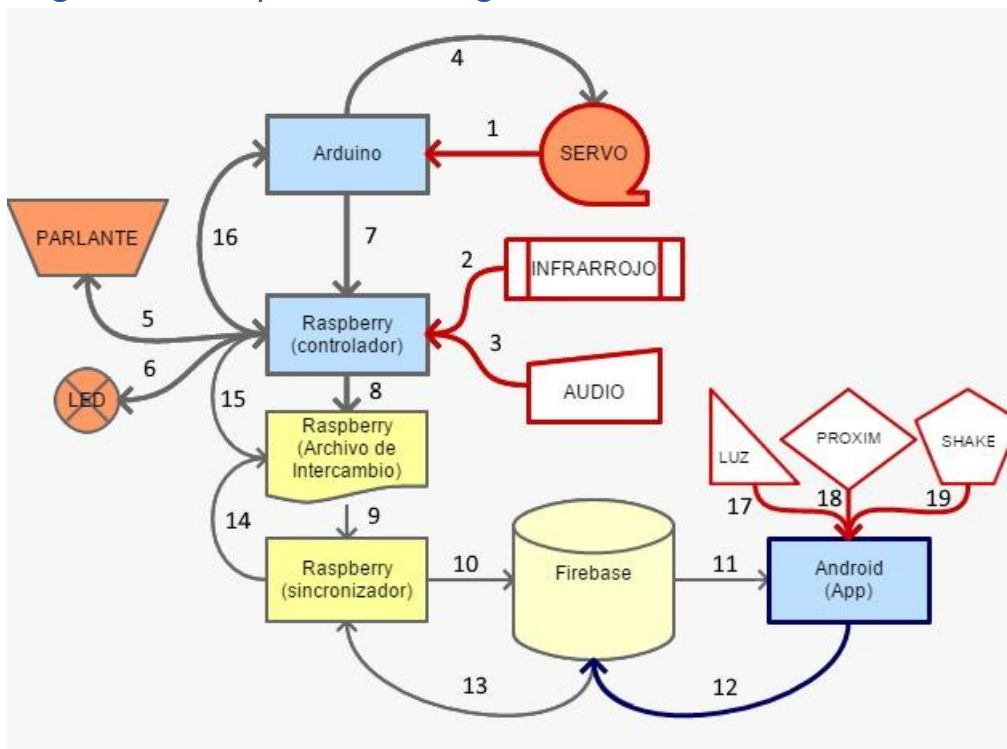 4
1
Arduino
SERVO
16
7
PARLANTE
2
INFRARROJO
5
Raspberry
(controlador)
3
6
LED
15
8
AUDIO
Raspberry
(Archivo de
Intercambio)
LUZ
PROXIM
SHAKE
17
18
19
14
9
Raspberry
(sincronizador)
10
Firebase
11
Android
(App)
13
12